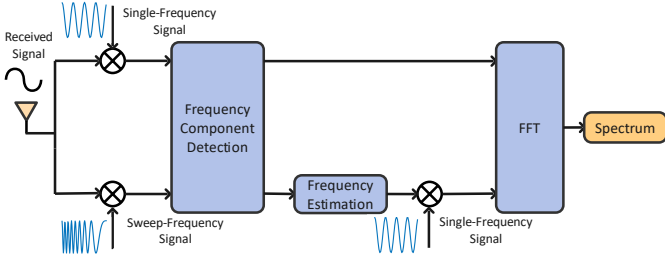 Single-Frequency
Signal
Received
Signal
Frequency
Component
Detection
FFT
Spectrum
Frequency
Estimation
Sweep-Frequency
Signal
Single-Frequency
Signal